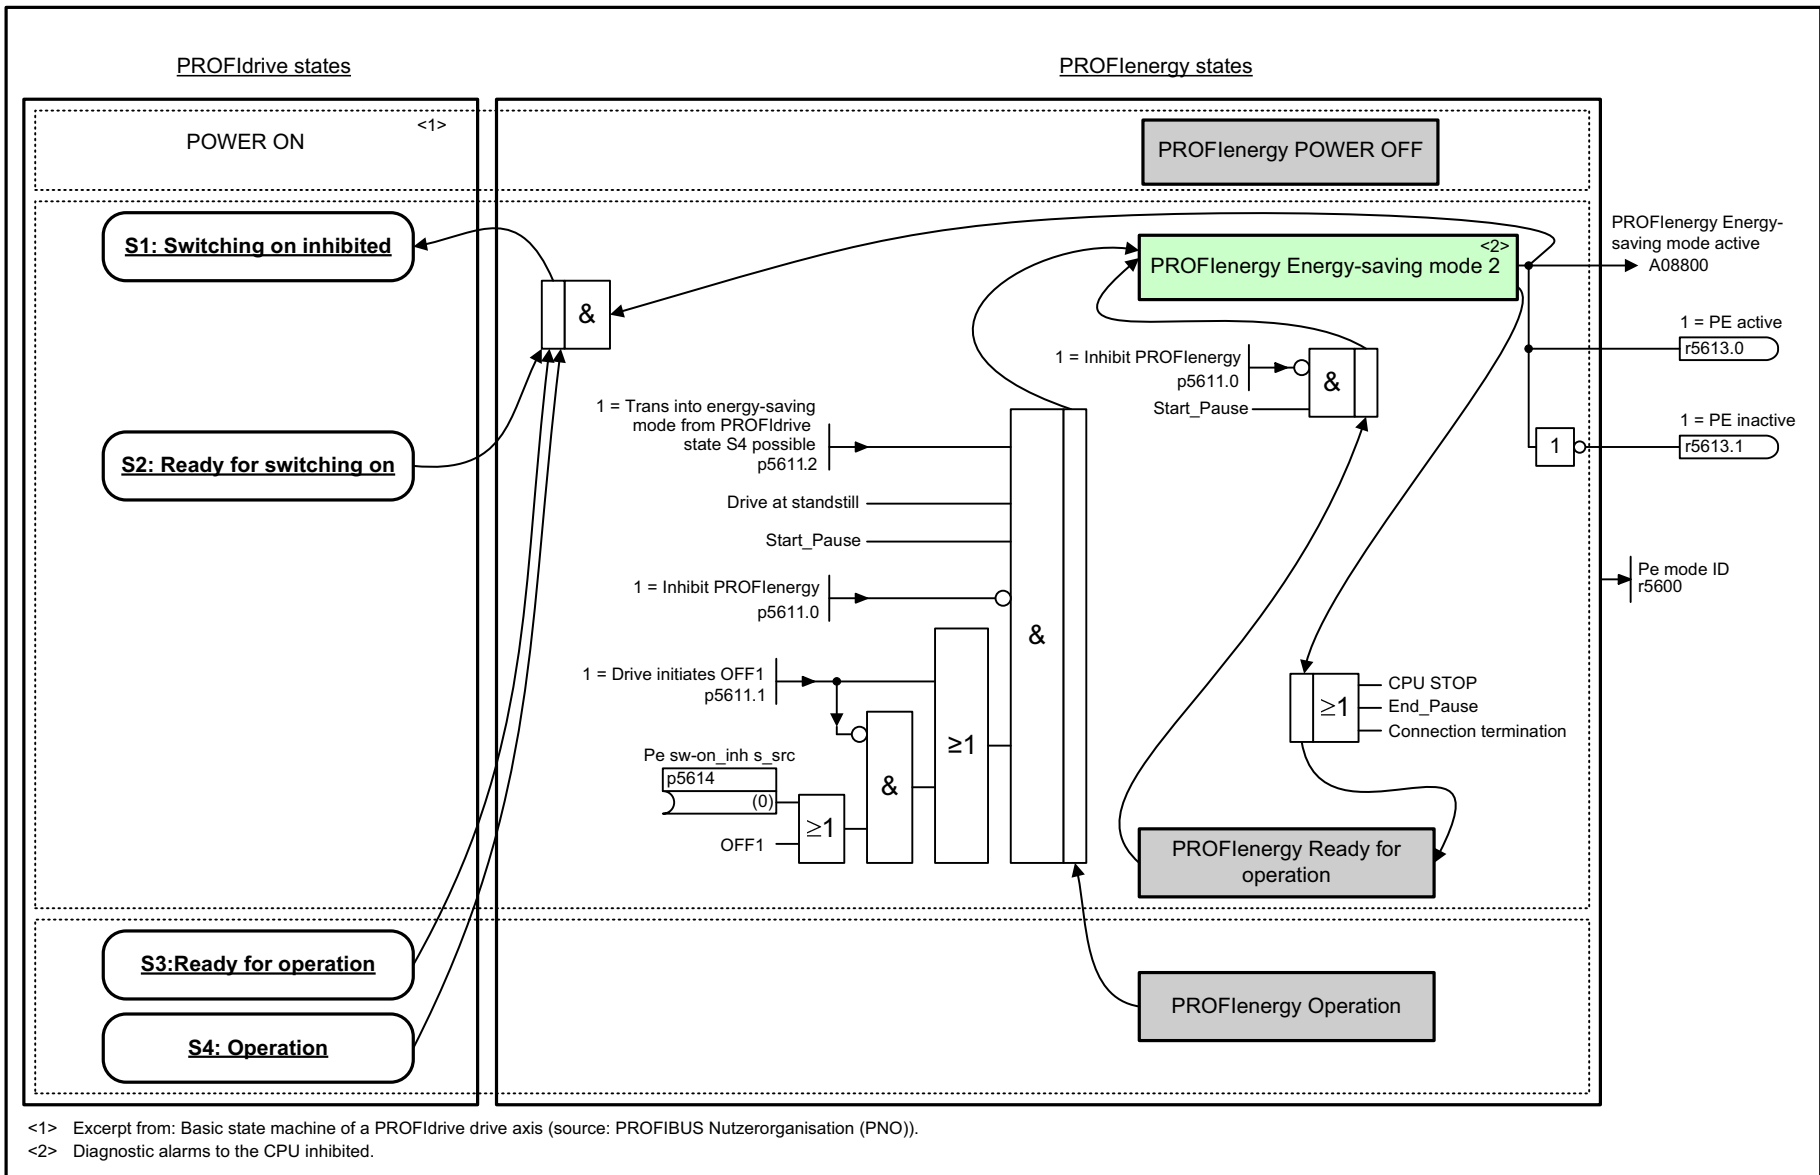 PROFIdrive states
PROFIenergy states
POWER ON
<1>
PROFIenergy POWER OFF
S1: Switching on inhibited
<2>
PROFIenergy Energy-saving mode 2
PROFIenergy Energy-
saving mode active
A08800
&
1 = PE active
r5613.0
1 = Inhibit PROFIenergy
p5611.0
&
Start_Pause
1 = Trans into energy-saving
mode from PROFIdrive
state S4 possible
p5611.2
1 = PE inactive
r5613.1
1
S2: Ready for switching on
Drive at standstill
Start_Pause
1 = Inhibit PROFIenergy
p5611.0
Pe mode ID
r5600
&
1 = Drive initiates OFF1
p5611.1
≥1
CPU STOP
End_Pause
Connection termination
Pe sw-on_inh s_src
p5614
(0)
≥1
&
≥1
OFF1
PROFIenergy Ready for
operation
S3:Ready for operation
PROFIenergy Operation
S4: Operation
<1> Excerpt from: Basic state machine of a PROFIdrive drive axis (source: PROFIBUS Nutzerorganisation (PNO)).
<2> Diagnostic alarms to the CPU inhibited.